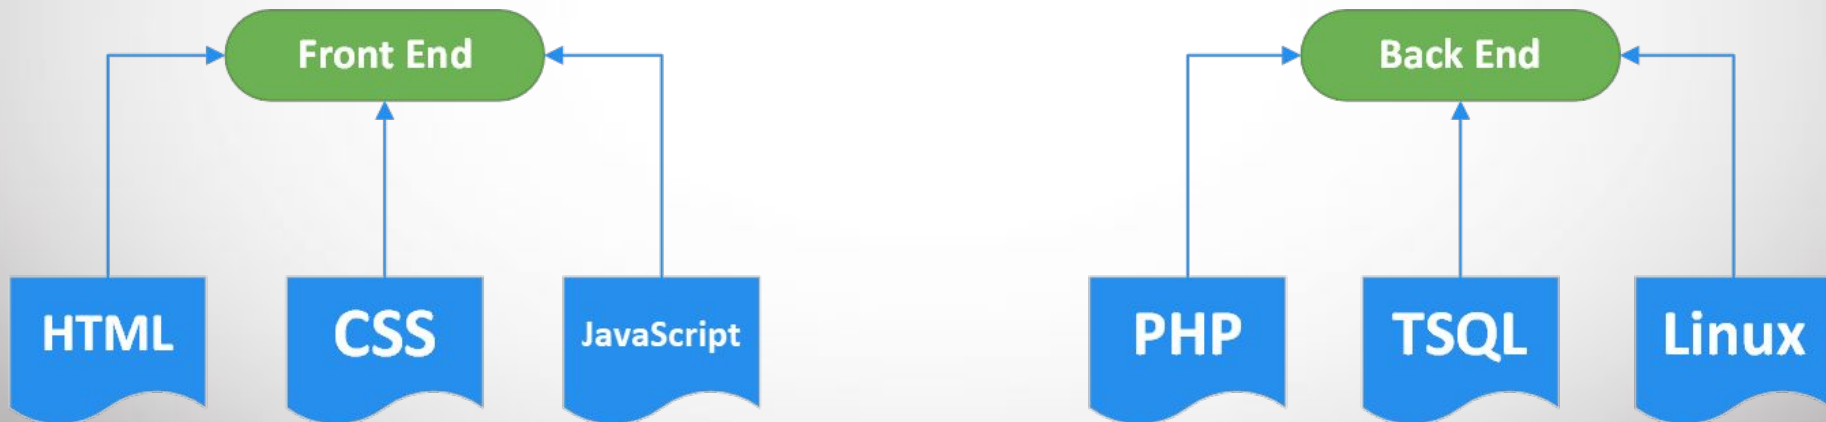 Front End
Back End
HTML
CSS
JavaScript
PHP
TSQL
Linux